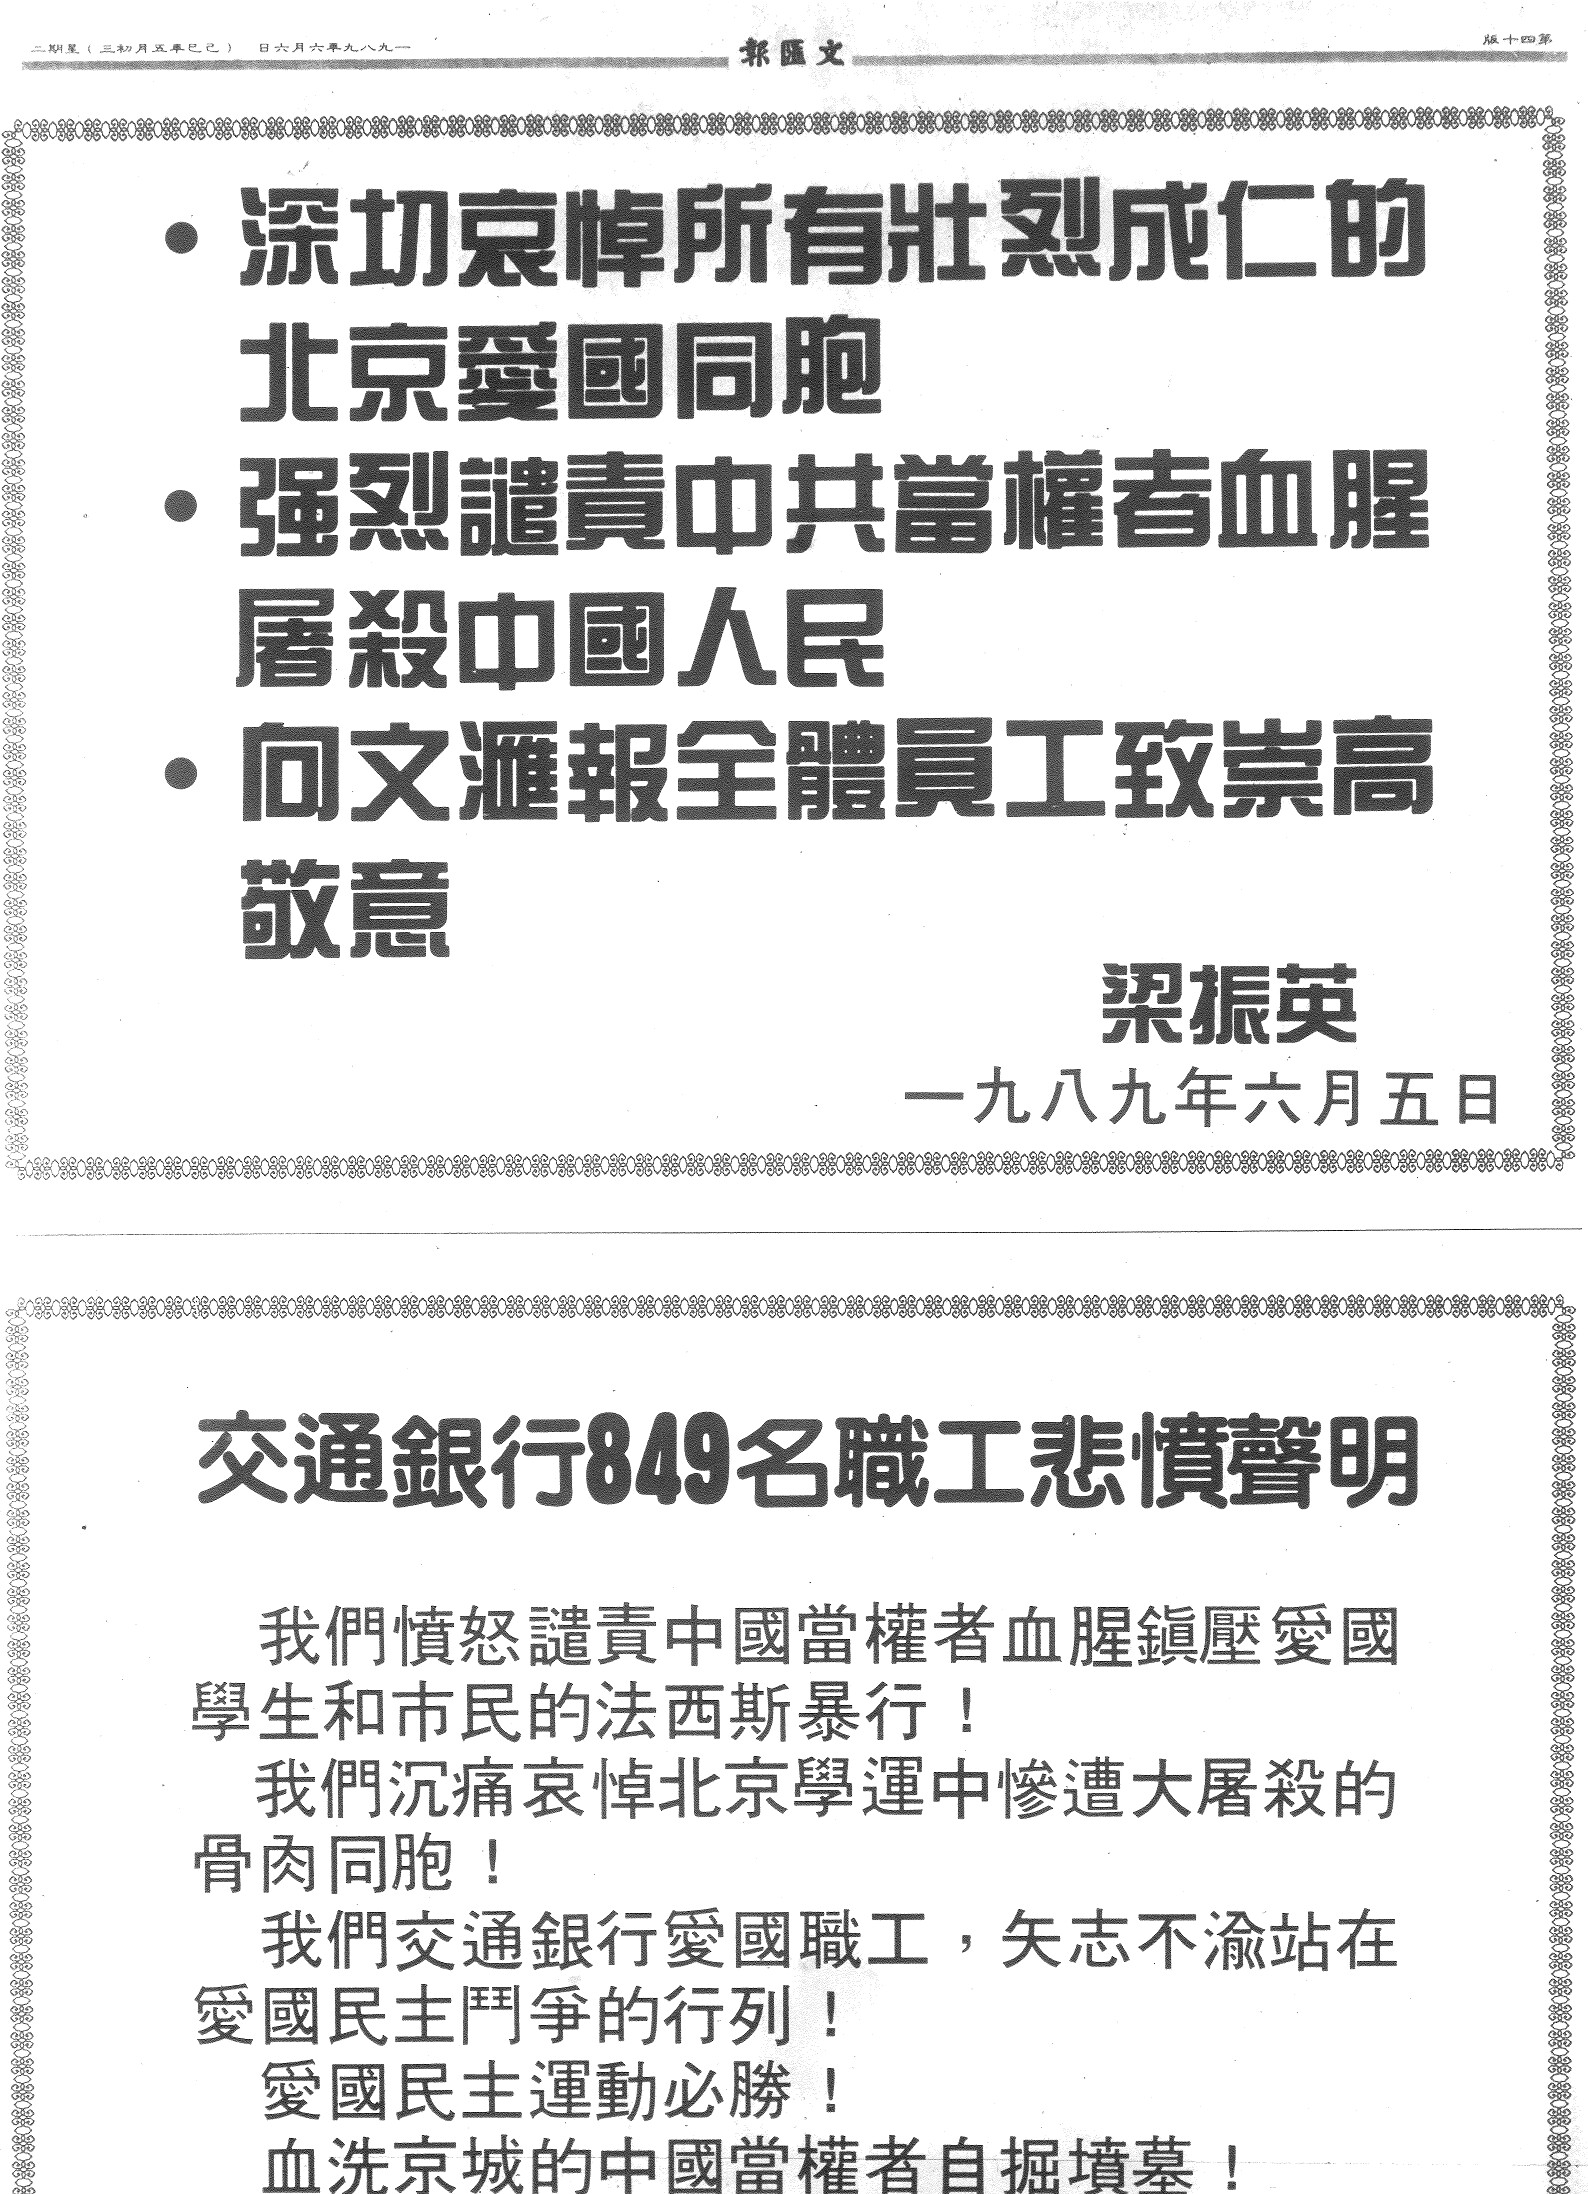 第四十版
文匯報
一九八九年六月六日 （己巳年五月初三）星期二
•深切哀悼所有壯烈成仁的
北京愛國同胞
•强烈譴責中共當權者血腥
屠殺中國人民
•向文滙報全體員工致崇高
敬意
梁振英
一九八九年六月五日
交通銀行849名職工悲憤聲明
我們憤怒譴責中國當權者血腥鎮壓愛國
學生和市民的法西斯暴行！
我們沉痛哀悼北京學運中慘遭大屠殺的
骨肉同胞！
我們交通銀行愛國職工，矢志不渝站在
愛國民主鬥爭的行列！
愛國民主運動必勝！
血洗京城的中國當權者自掘墳墓！